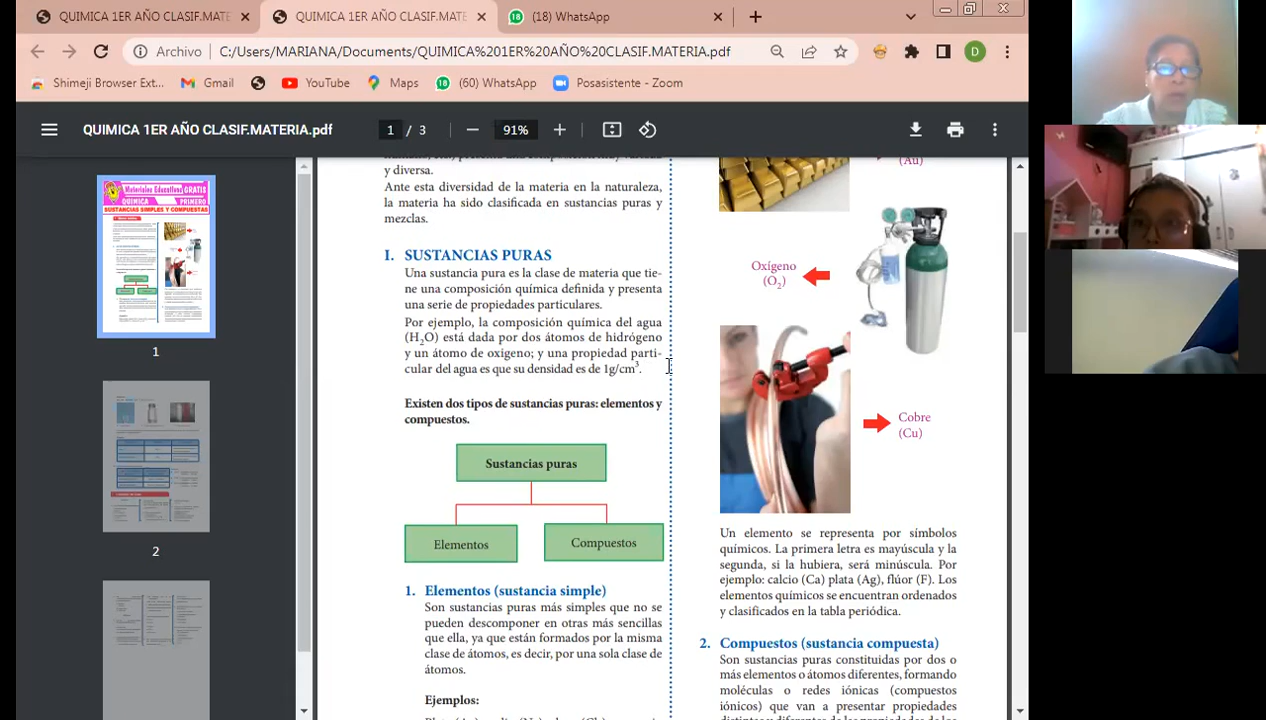 QUIMICA 1ER AÑO CLASIF.MATE
QUIMICA 1ER AÑO CLASIF.MATE
(18) WhatsApp
Archivo
C:/Users/MARIANA/Documents/QUIMICA%201ER%20AÑO%20CLASIF.MATERIA.pdf
D
Shimeji Browser Ext...
Gmail
YouTube
Maps
(60) WhatsApp
Posasistente - Zoom
QUIMICA 1ER AÑO CLASIF.MATERIA.pdf
1 / 3
91%
Materiales Educativos GRATIS
QUIMICA PRIMERO
SUSTANCIAS SIMPLES Y COMPUESTAS
1
2
y diversa.
Ante esta diversidad de la materia en la naturaleza,
la materia ha sido clasificada en sustancias puras y
mezclas.
I. SUSTANCIAS PURAS
Una sustancia pura es la clase de materia que tie-
ne una composición química definida y presenta
una serie de propiedades particulares.
Por ejemplo, la composición química del agua
(H2O) está dada por dos átomos de hidrógeno
y un átomo de oxígeno; y una propiedad parti-
cular del agua es que su densidad es de 1g/cm³.
Existen dos tipos de sustancias puras: elementos y
compuestos.
Sustancias puras
Elementos
Compuestos
1. Elementos (sustancia simple)
Son sustancias puras más simples que no se
pueden descomponer en otras más sencillas
que ella, ya que están formados por la misma
clase de átomos, es decir, por una sola clase de
átomos.
Ejemplos:
(Au)
Oxígeno
(O2)
Cobre
(Cu)
Un elemento se representa por símbolos
químicos. La primera letra es mayúscula y la
segunda, si la hubiera, será minúscula. Por
ejemplo: calcio (Ca) plata (Ag), flúor (F). Los
elementos químicos se encuentran ordenados
y clasificados en la tabla periódica.
2. Compuestos (sustancia compuesta)
Son sustancias puras constituidas por dos o
más elementos o átomos diferentes, formando
moléculas o redes iónicas (compuestos
iónicos) que van a presentar propiedades